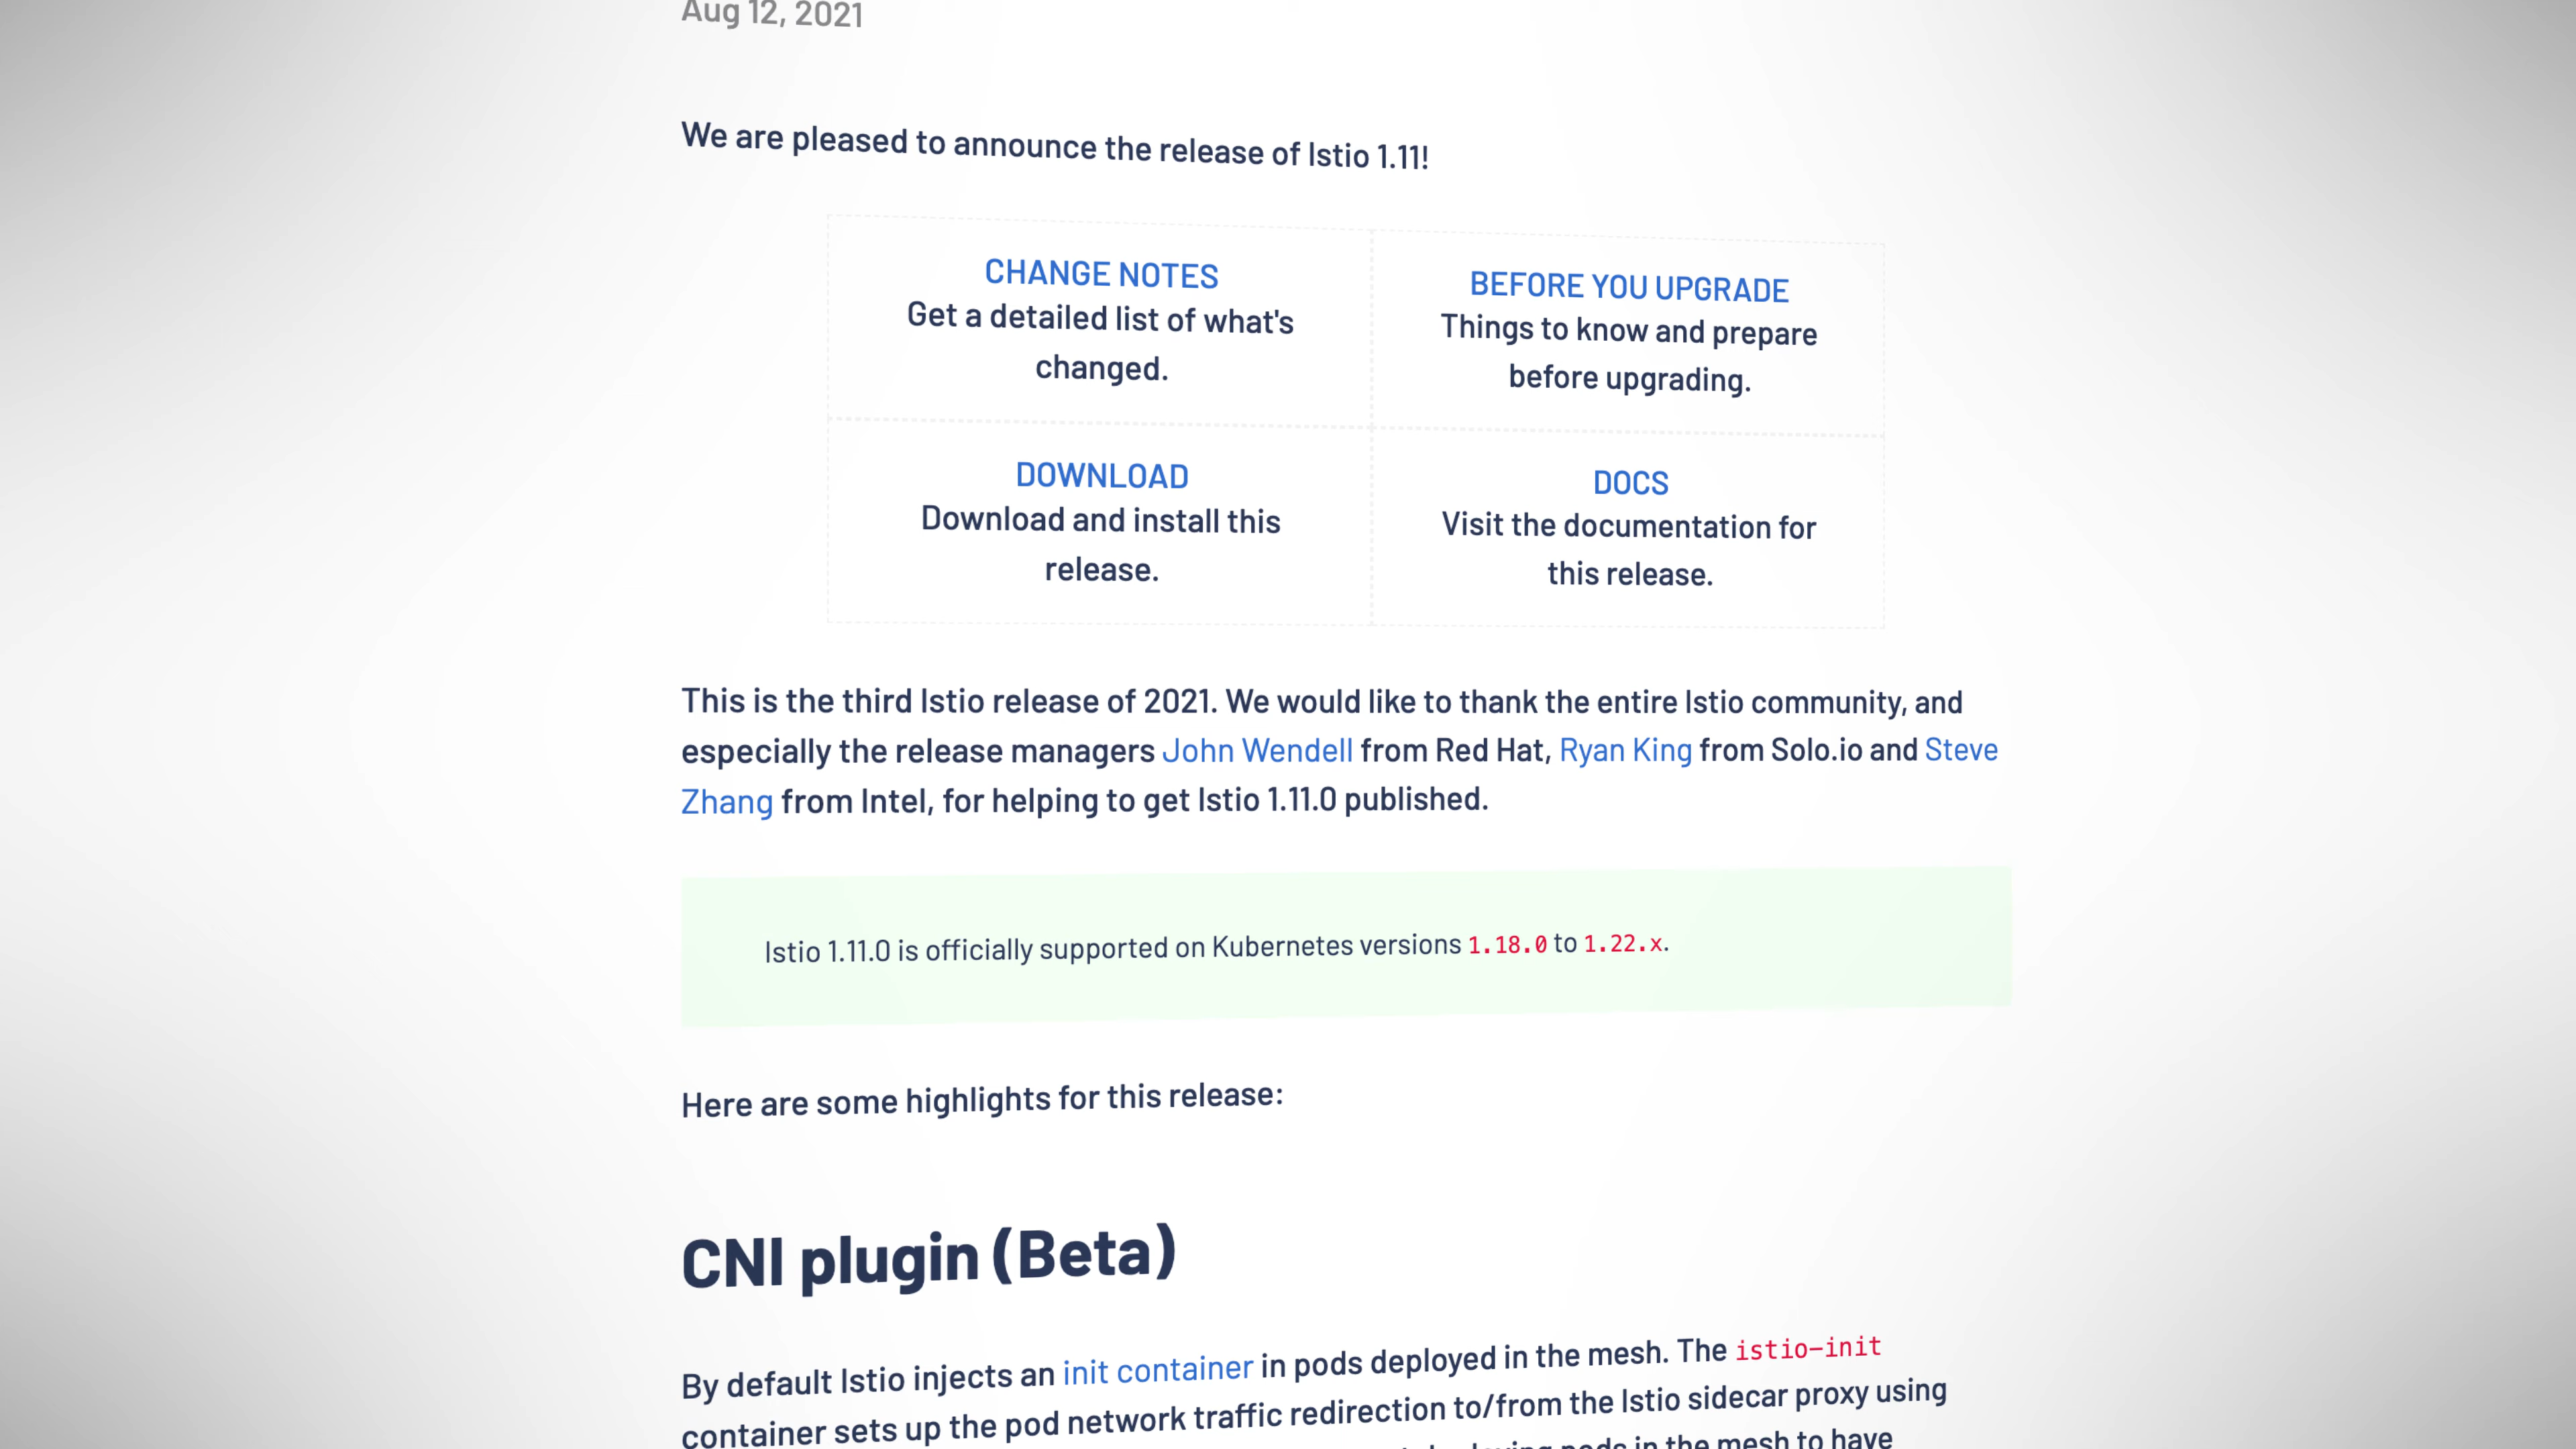 Aug 12, 2021
We are pleased to announce the release of Istio 1.11!
CHANGE NOTES
Get a detailed list of what's
changed.
BEFORE YOU UPGRADE
Things to know and prepare
before upgrading.
DOWNLOAD
Download and install this
release.
DOCS
Visit the documentation for
this release.
This is the third Istio release of 2021. We would like to thank the entire Istio community, and
especially the release managers John Wendell from Red Hat, Ryan King from Solo.io and Steve
Zhang from Intel, for helping to get Istio 1.11.0 published.
Istio 1.11.0 is officially supported on Kubernetes versions 1.18.0 to 1.22.x.
Here are some highlights for this release:
CNI plugin (Beta)
By default Istio injects an init container in pods deployed in the mesh. The istio-init
container sets up the pod network traffic redirection to/from the Istio sidecar proxy using
pods in the mesh to have